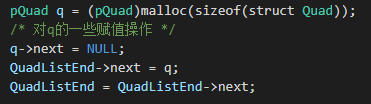 pQuad q = (pQuad)malloc(sizeof(struct Quad));
/* 对q的一些赋值操作 */
q->next = NULL;
QuadListEnd->next = q;
QuadListEnd = QuadListEnd->next;